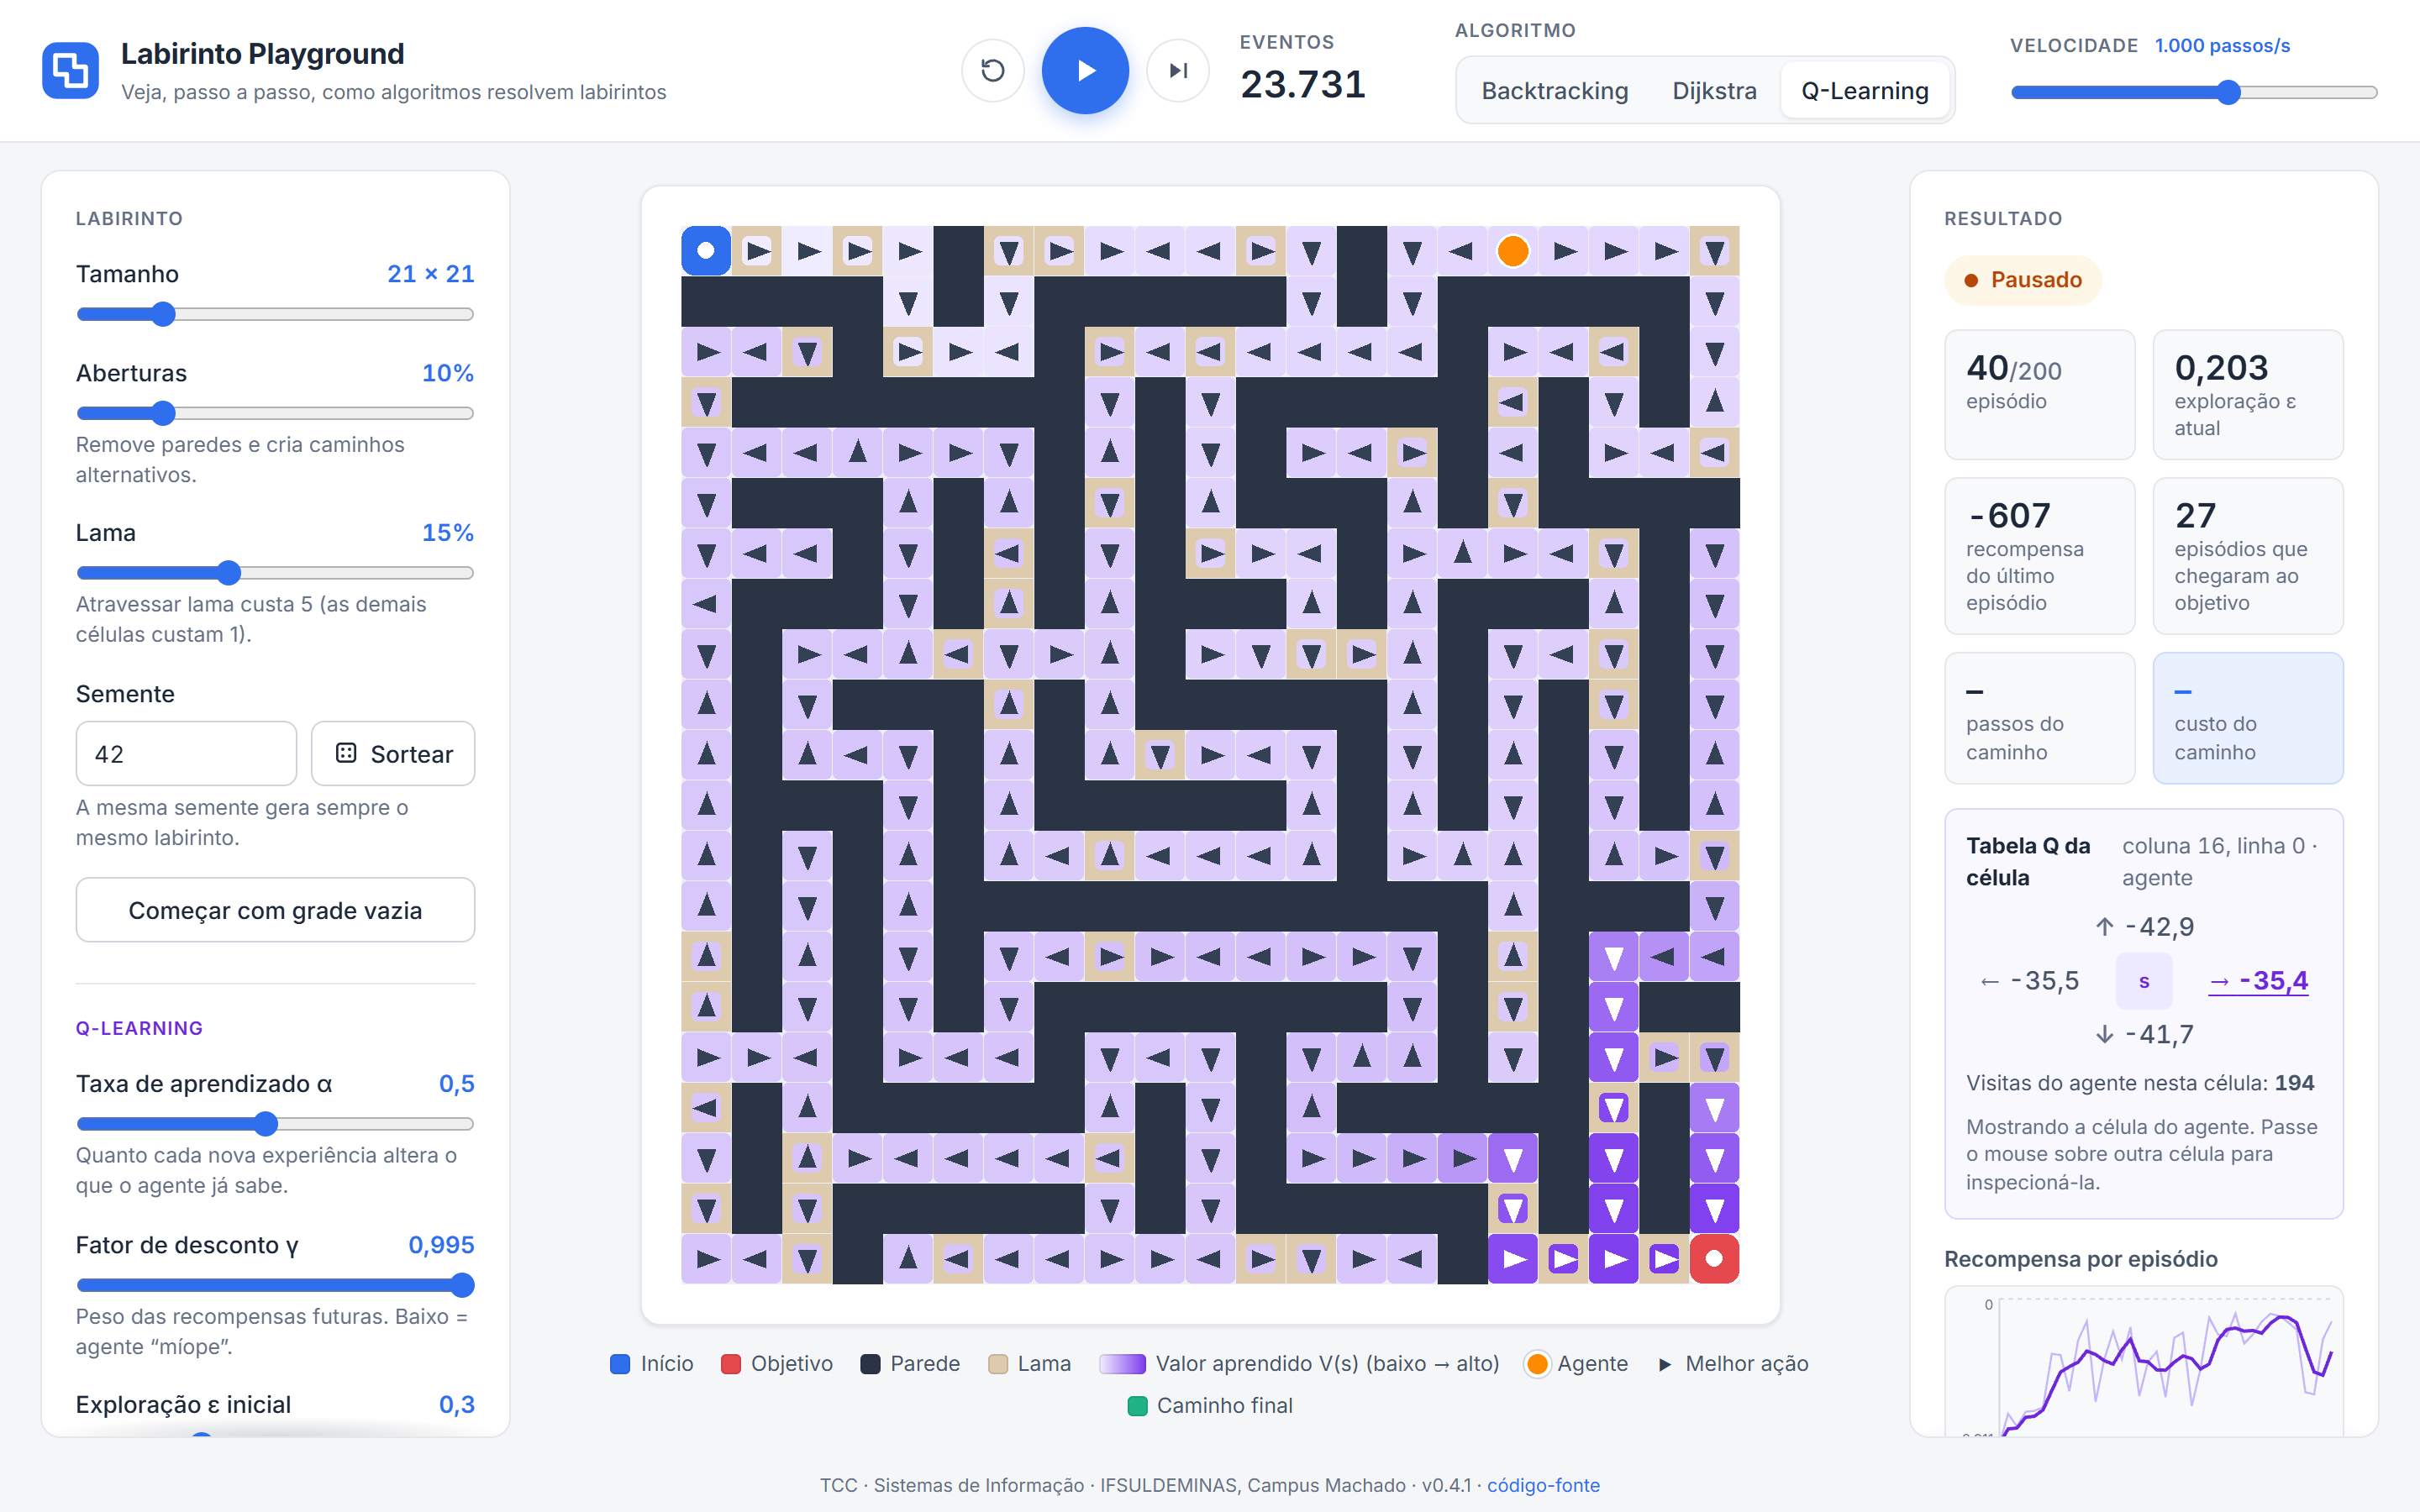 Labirinto Playground
Veja, passo a passo, como algoritmos resolvem labirintos
EVENTOS
23.731
ALGORITMO
Backtracking
Dijkstra
Q-Learning
VELOCIDADE 1.000 passos/s
LABIRINTO
Tamanho 21 × 21
Aberturas 10%
Remove paredes e cria caminhos
alternativos.
Lama 15%
Atravessar lama custa 5 (as demais
células custam 1).
Semente
42
Sortear
A mesma semente gera sempre o
mesmo labirinto.
Começar com grade vazia
Q-LEARNING
Taxa de aprendizado α 0,5
Quanto cada nova experiência altera o
que o agente já sabe.
Fator de desconto γ 0,995
Peso das recompensas futuras. Baixo =
agente “míope”.
Exploração ε inicial 0,3
Início
Objetivo
Parede
Lama
Valor aprendido V(s) (baixo → alto)
Agente
Melhor ação
Caminho final
RESULTADO
Pausado
40/200
episódio
0,203
exploração ε
atual
-607
recompensa
do último
episódio
27
episódios que
chegaram ao
objetivo
–
passos do
caminho
–
custo do
caminho
Tabela Q da
célula
coluna 16, linha 0 ·
agente
↑ -42,9
← -35,5
s
→ -35,4
↓ -41,7
Visitas do agente nesta célula: 194
Mostrando a célula do agente. Passe
o mouse sobre outra célula para
inspecioná-la.
Recompensa por episódio
0
TCC · Sistemas de Informação · IFSULDEMINAS, Campus Machado · v0.4.1 · código-fonte